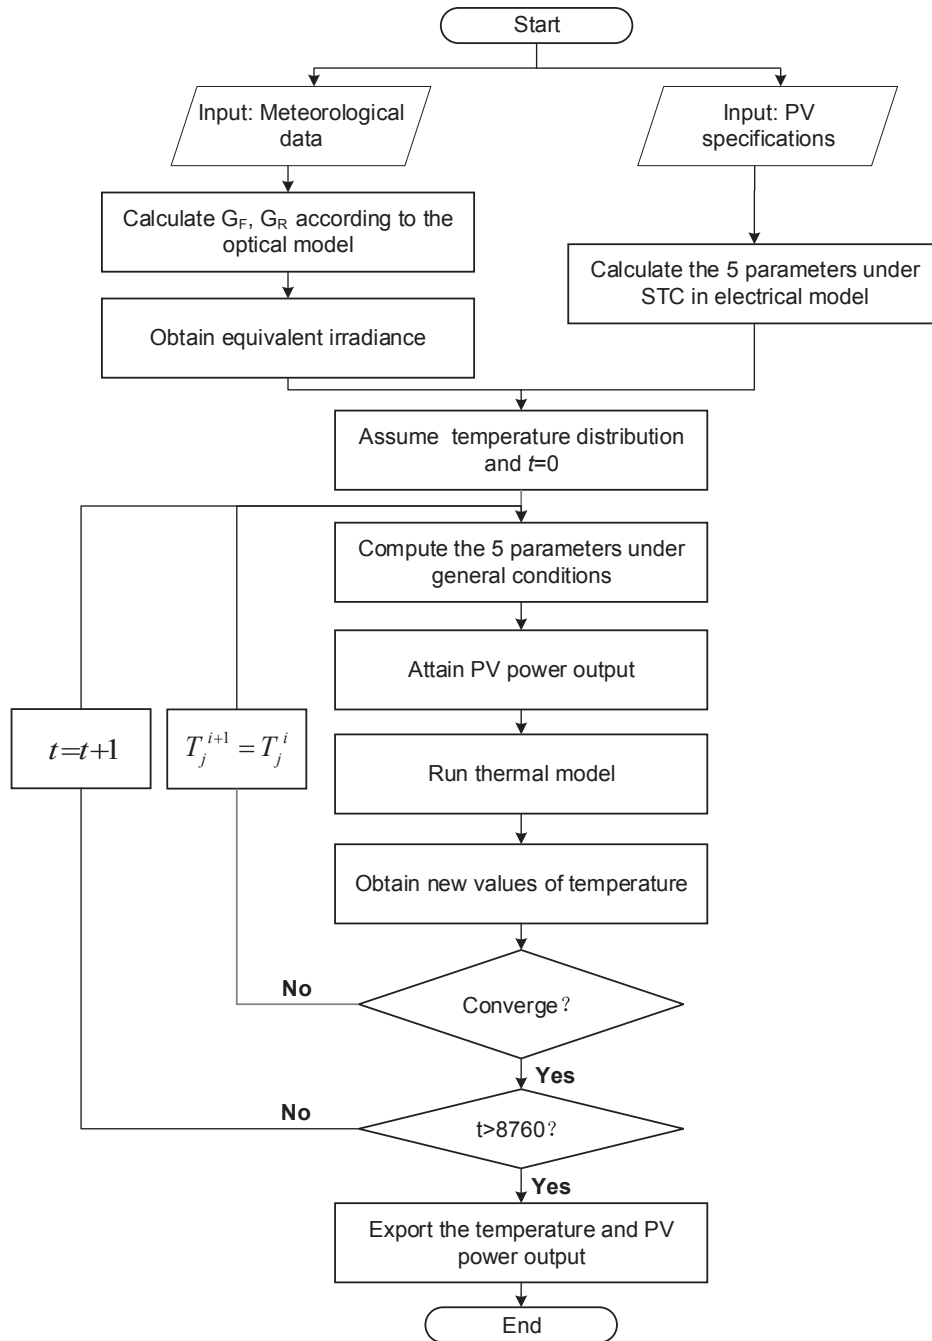 Start
Input: Meteorological
data
Input: PV
specifications
Calculate G_F, G_R according to the
optical model
Calculate the 5 parameters under
STC in electrical model
Obtain equivalent irradiance
Assume temperature distribution
and t=0
Compute the 5 parameters under
general conditions
Attain PV power output
t=t+1
T_j^{i+1} = T_j^i
Run thermal model
Obtain new values of temperature
No
Converge？
Yes
No
t>8760？
Yes
Export the temperature and PV
power output
End